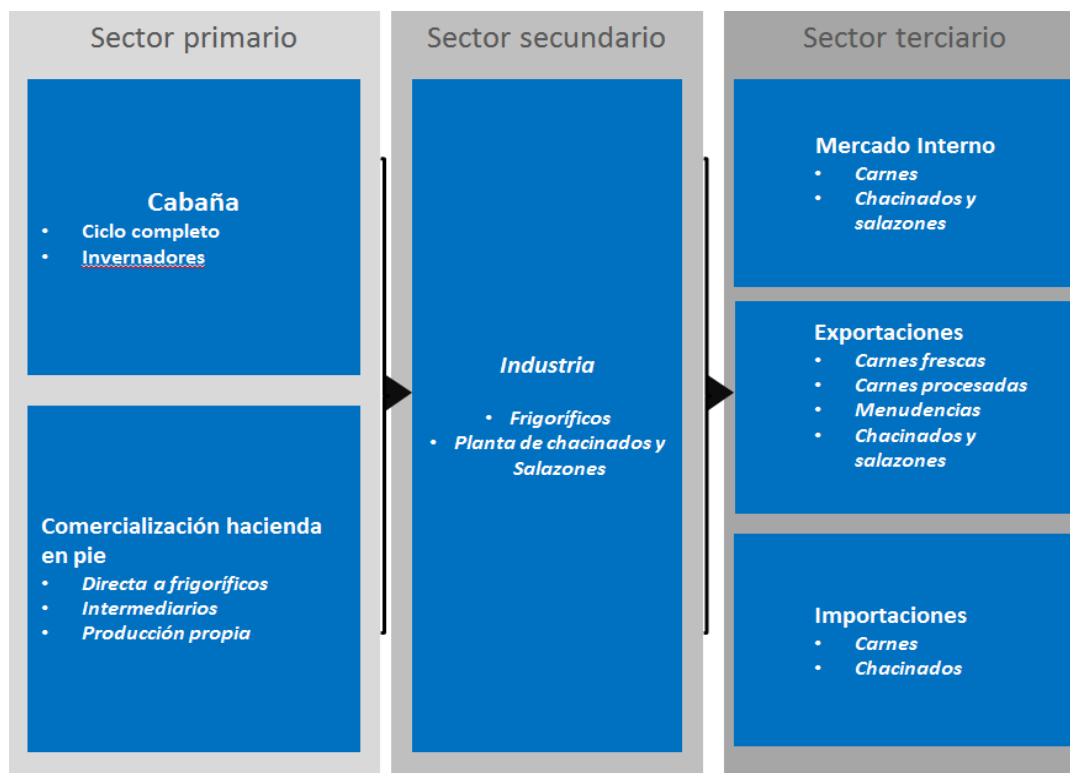 Sector primario
Cabaña
• Ciclo completo
• Invernadores
Comercialización hacienda
en pie
• Directa a frigoríficos
• Intermediarios
• Producción propia
Sector secundario
Industria
• Frigoríficos
• Planta de chacinados y
Salazones
Sector terciario
Mercado Interno
• Carnes
• Chacinados y
salazones
Exportaciones
• Carnes frescas
• Carnes procesadas
• Menudencias
• Chacinados y
salazones
Importaciones
• Carnes
• Chacinados